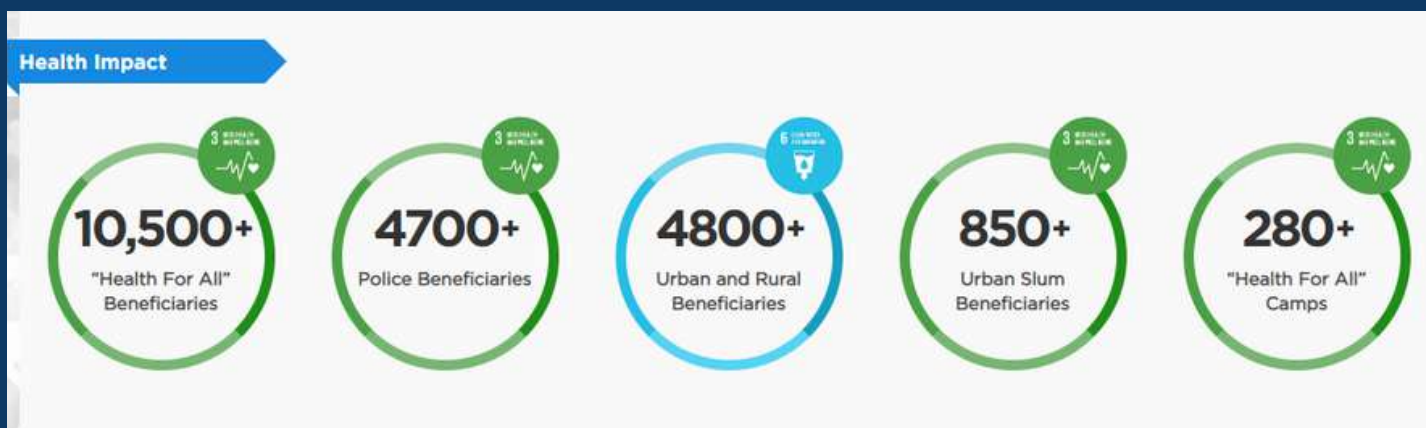 Health Impact
3
10,500+
"Health For All"
Beneficiaries
3
4700+
Police Beneficiaries
6
4800+
Urban and Rural
Beneficiaries
3
850+
Urban Slum
Beneficiaries
3
280+
"Health For All"
Camps